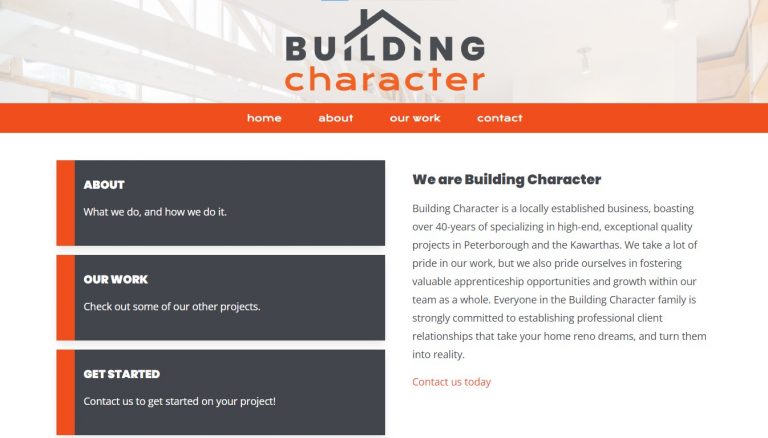 BUILDING
character
home about our work contact
ABOUT
What we do, and how we do it.
OUR WORK
Check out some of our other projects.
GET STARTED
Contact us to get started on your project!
We are Building Character
Building Character is a locally established business, boasting
over 40-years of specializing in high-end, exceptional quality
projects in Peterborough and the Kawarthas. We take a lot of
pride in our work, but we also pride ourselves in fostering
valuable apprenticeship opportunities and growth within our
team as a whole. Everyone in the Building Character family is
strongly committed to establishing professional client
relationships that take your home reno dreams, and turn them
into reality.
Contact us today